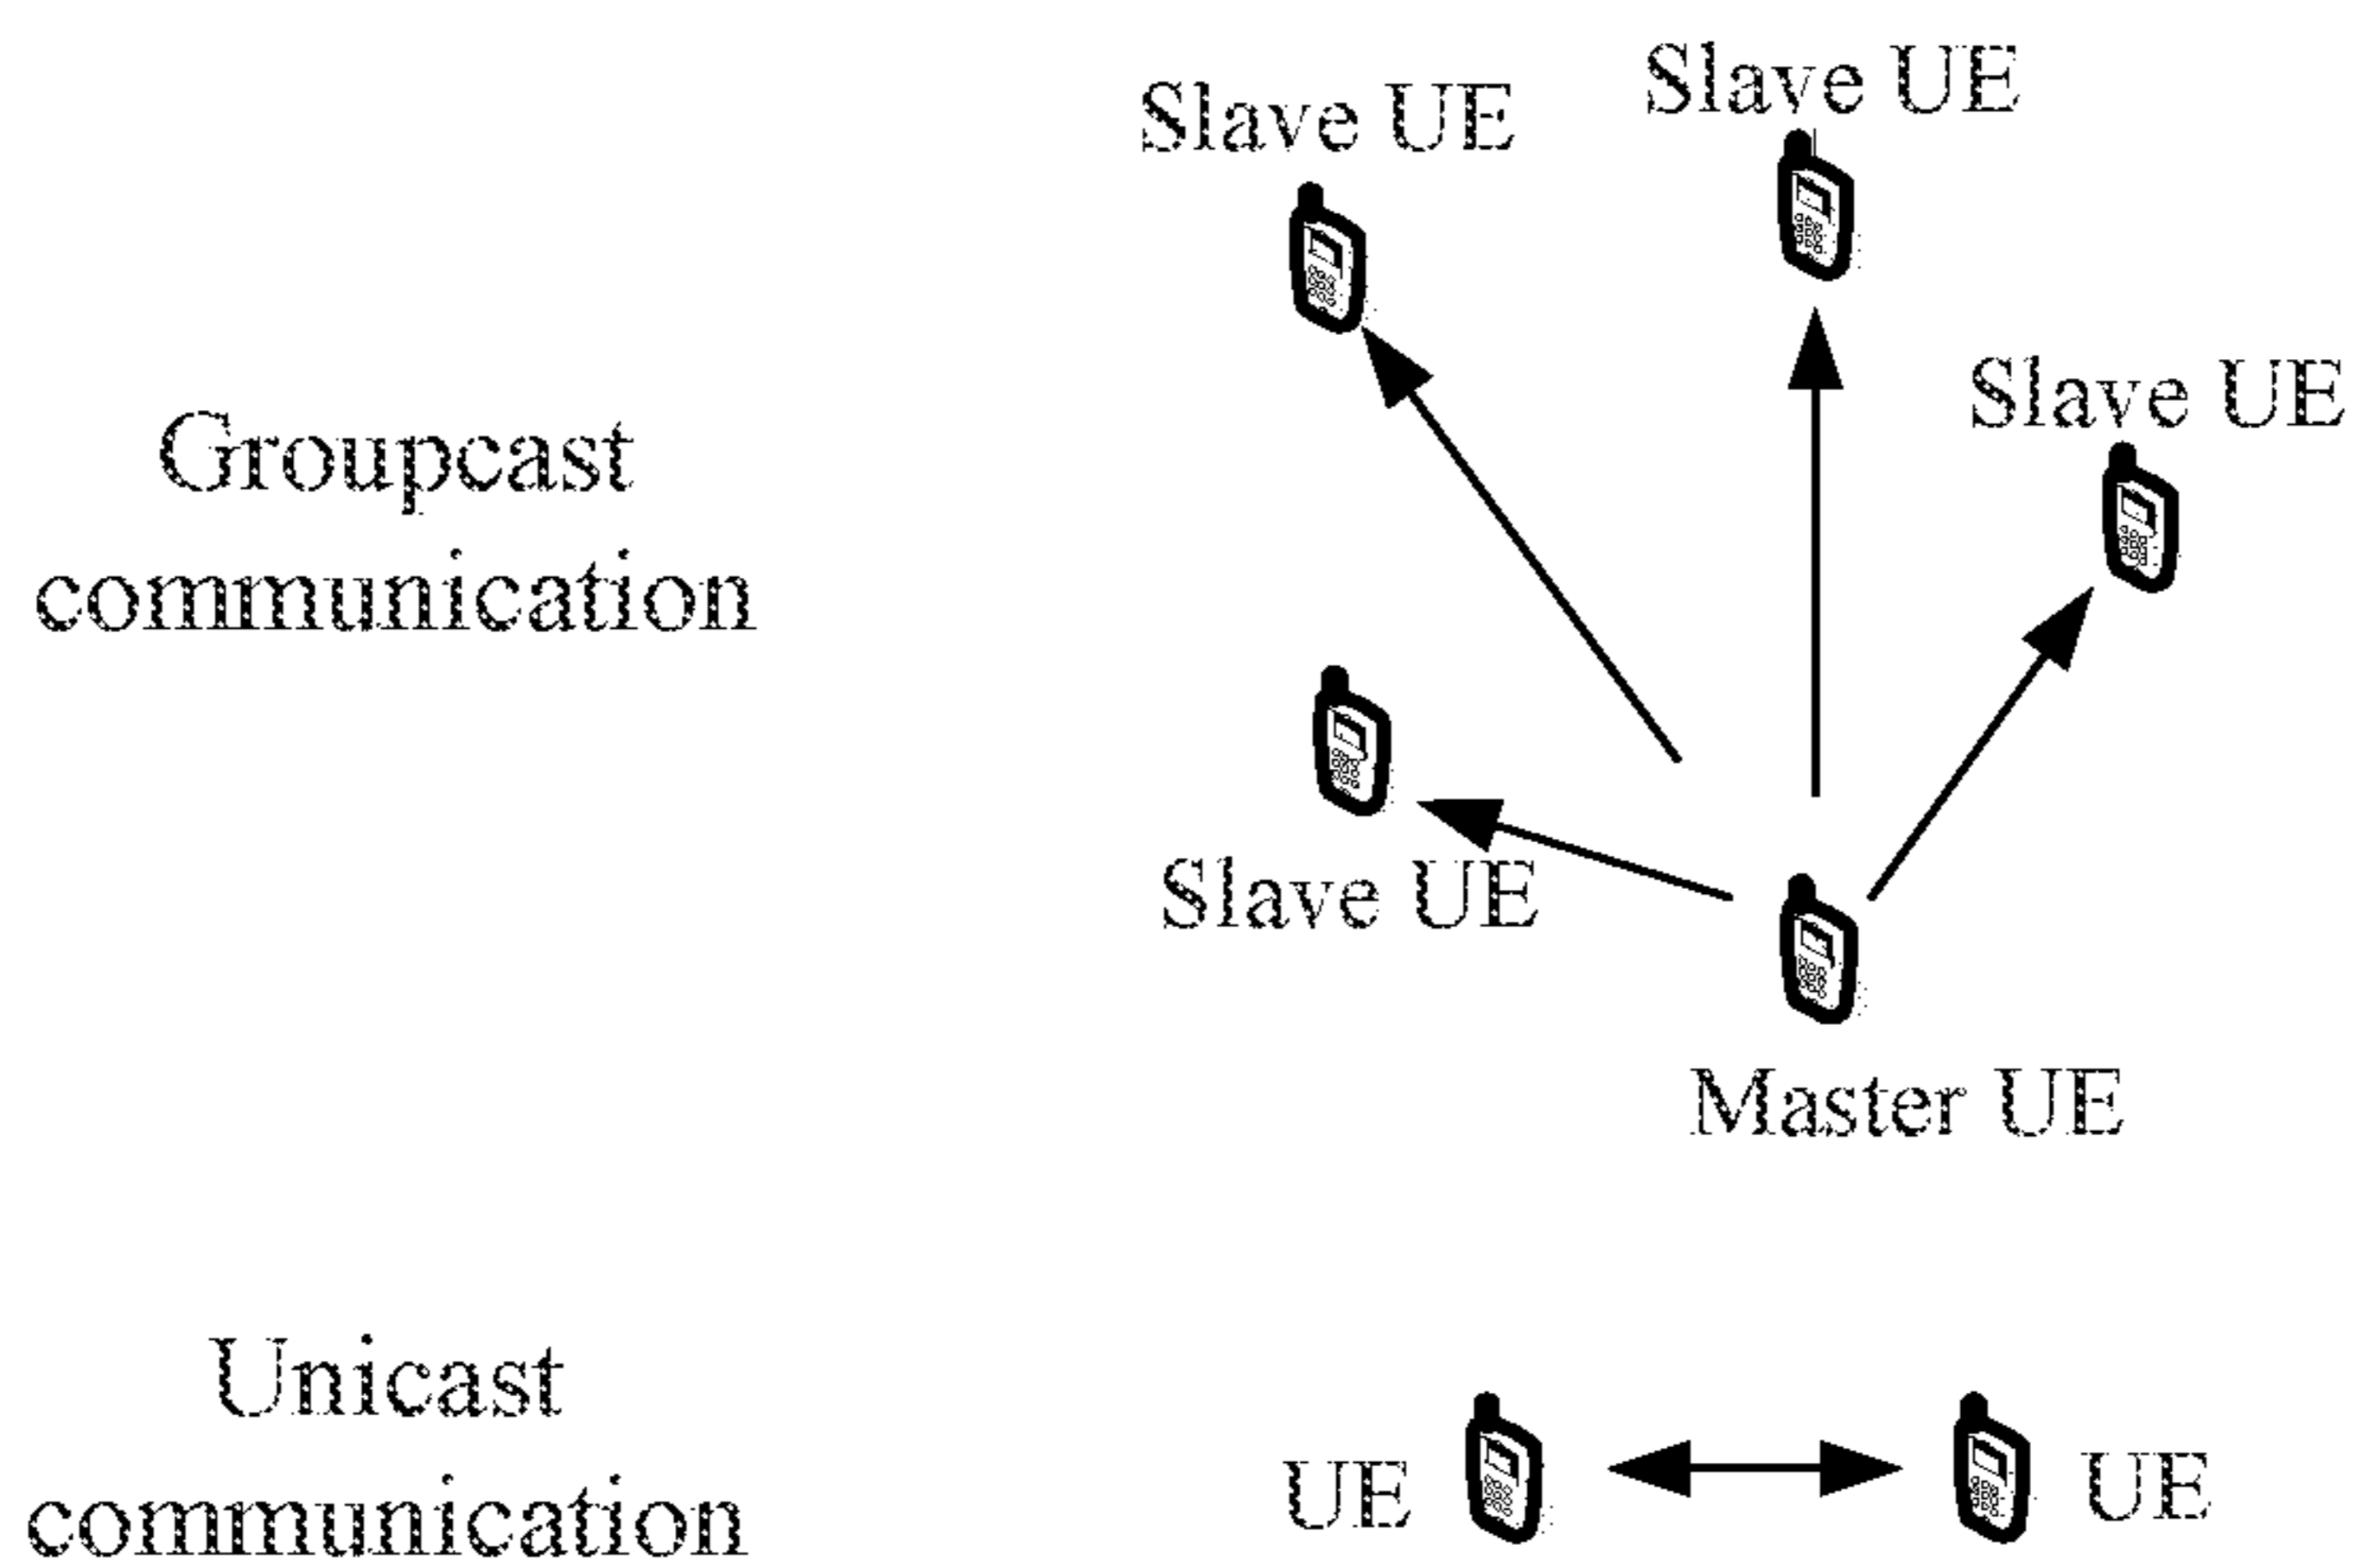 Slave UE
Slave UE
Slave UE
Groupcast
communication
Slave UE
Master UE
Unicast
communication
UE
UE